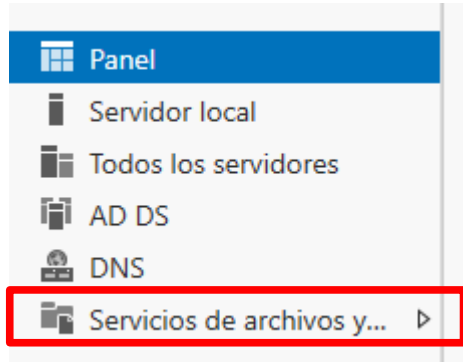 Panel
Servidor local
Todos los servidores
AD DS
DNS
Servicios de archivos y...